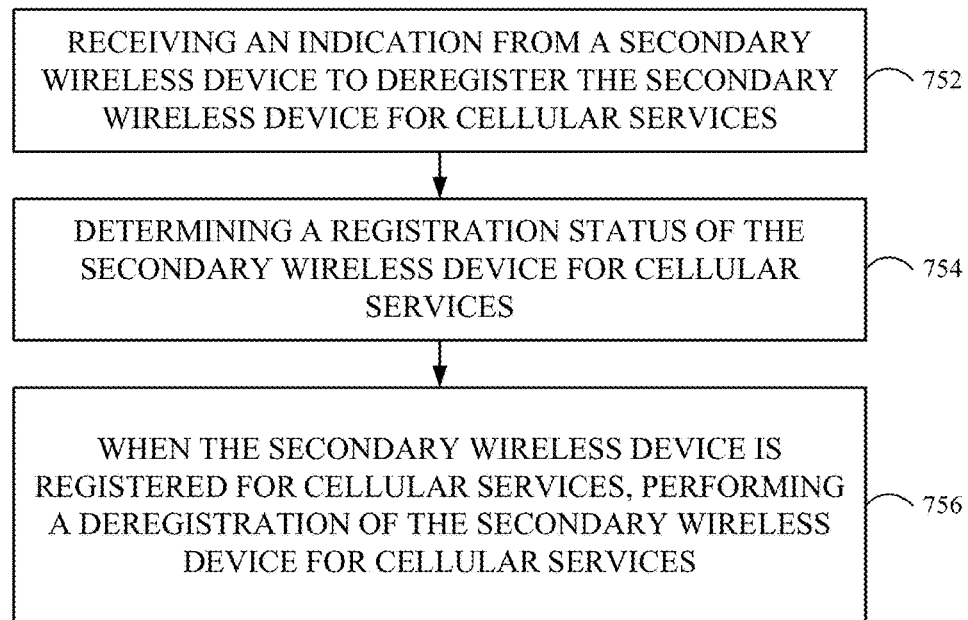 RECEIVING AN INDICATION FROM A SECONDARY
WIRELESS DEVICE TO DEREGISTER THE SECONDARY
WIRELESS DEVICE FOR CELLULAR SERVICES
752
DETERMINING A REGISTRATION STATUS OF THE
SECONDARY WIRELESS DEVICE FOR CELLULAR
SERVICES
754
WHEN THE SECONDARY WIRELESS DEVICE IS
REGISTERED FOR CELLULAR SERVICES, PERFORMING
A DEREGISTRATION OF THE SECONDARY WIRELESS
DEVICE FOR CELLULAR SERVICES
756